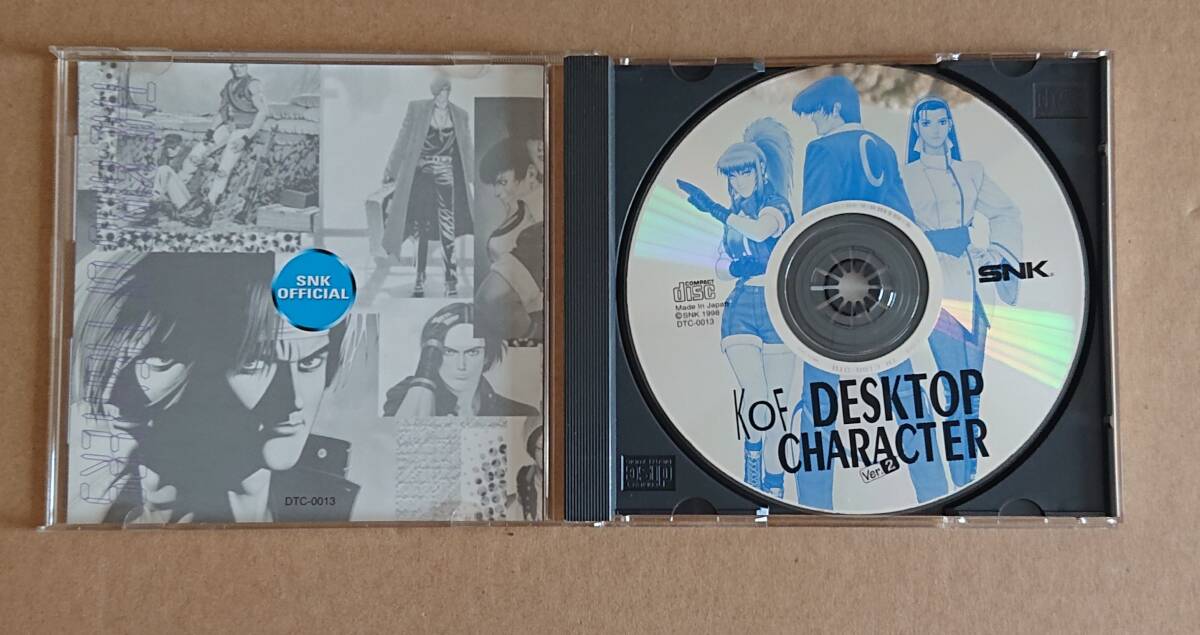 SNK
OFFICIAL
DTC-0013
C
SNK
COMPACT
disc
Made In Japan
©SNK 1998
DTC-0013
KOF DESKTOP
CHARACTER
Ver.2